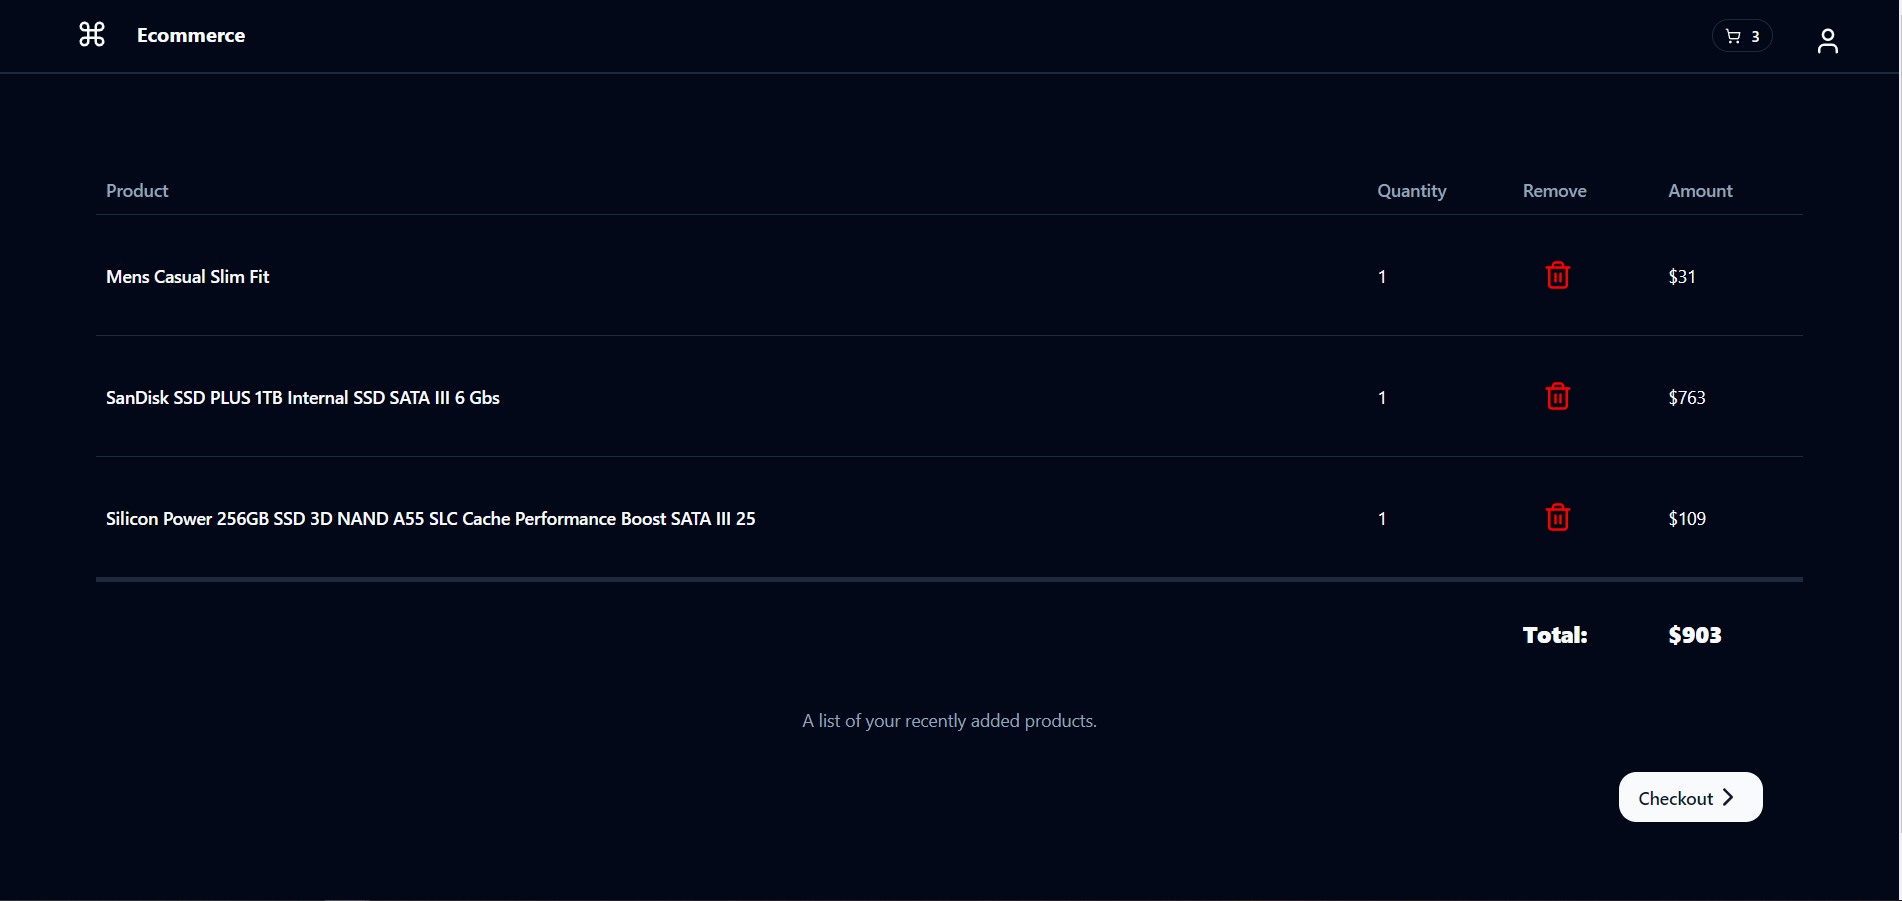 Ecommerce 3
Product Quantity Remove Amount
Mens Casual Slim Fit 1 $31
SanDisk SSD PLUS 1TB Internal SSD SATA III 6 Gbs 1 $763
Silicon Power 256GB SSD 3D NAND A55 SLC Cache Performance Boost SATA III 25 1 $109
Total: $903
A list of your recently added products.
Checkout